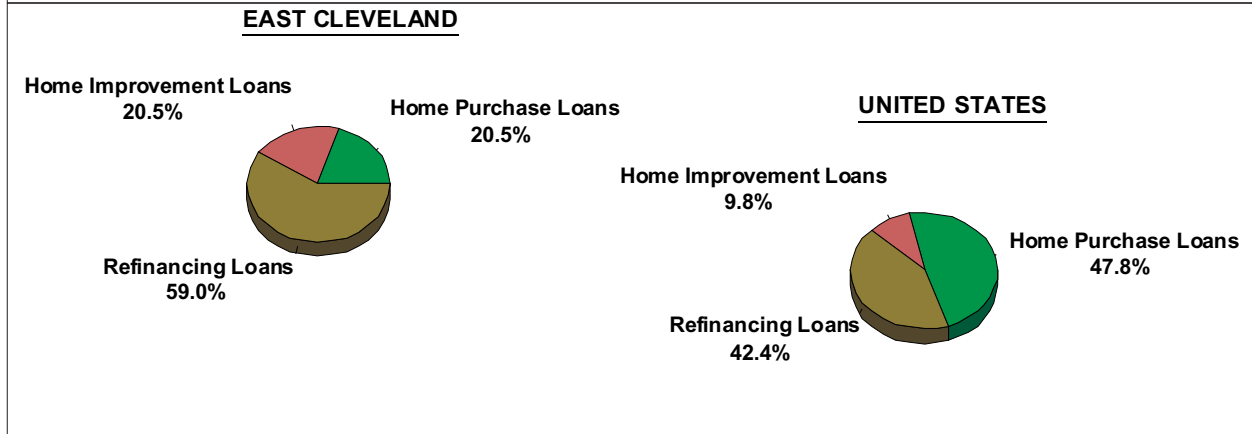 EAST CLEVELAND
Home Improvement Loans
20.5%
Home Purchase Loans
20.5%
Refinancing Loans
59.0%
UNITED STATES
Home Improvement Loans
9.8%
Home Purchase Loans
47.8%
Refinancing Loans
42.4%